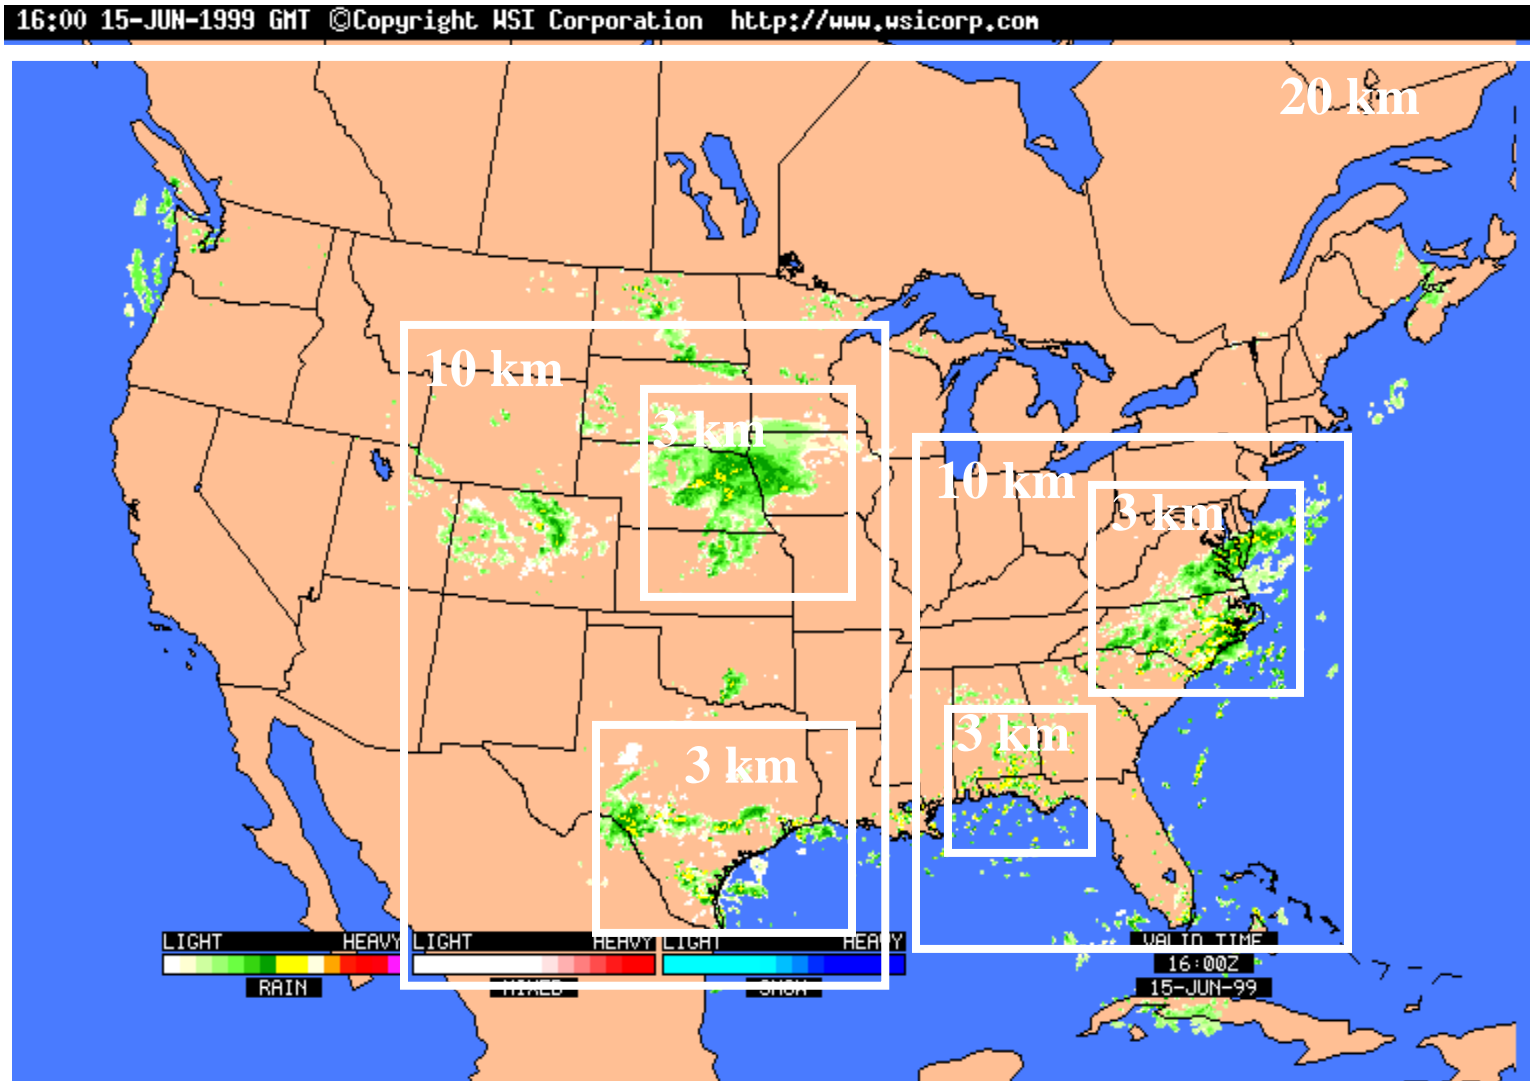 16:00 15-JUN-1999 GMT ©Copyright WSI Corporation http://www.wsicorp.com
20 km
10 km
3 km
10 km
3 km
3 km
3 km
LIGHT HEAVY LIGHT HEAVY LIGHT HEAVY
RAIN MIXED SNOW
VALID TIME
16:00Z
15-JUN-99